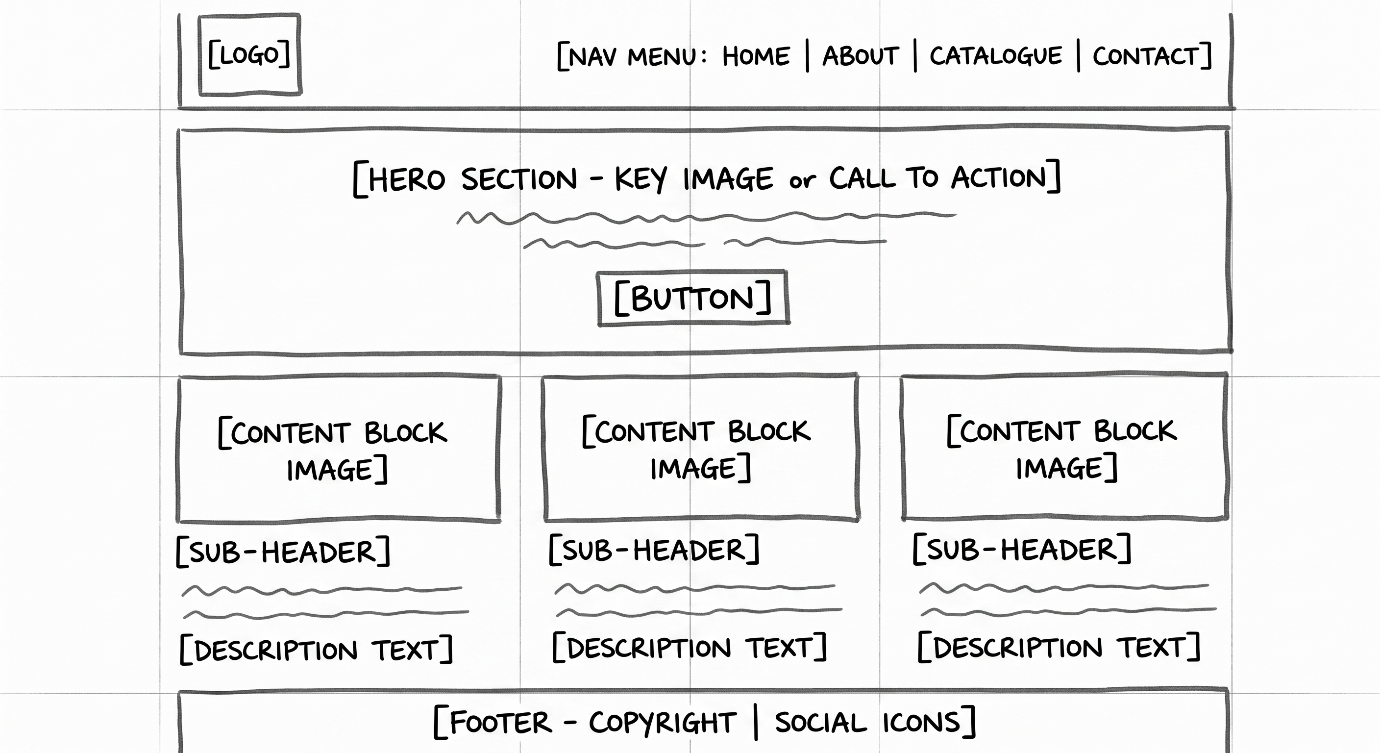 [LOGO]
[NAV MENU: HOME | ABOUT | CATALOGUE | CONTACT]
[HERO SECTION - KEY IMAGE or CALL TO ACTION]
[BUTTON]
[CONTENT BLOCK
IMAGE]
[CONTENT BLOCK
IMAGE]
[CONTENT BLOCK
IMAGE]
[SUB-HEADER]
[SUB-HEADER]
[SUB-HEADER]
[DESCRIPTION TEXT]
[DESCRIPTION TEXT]
[DESCRIPTION TEXT]
[FOOTER - COPYRIGHT | SOCIAL ICONS]